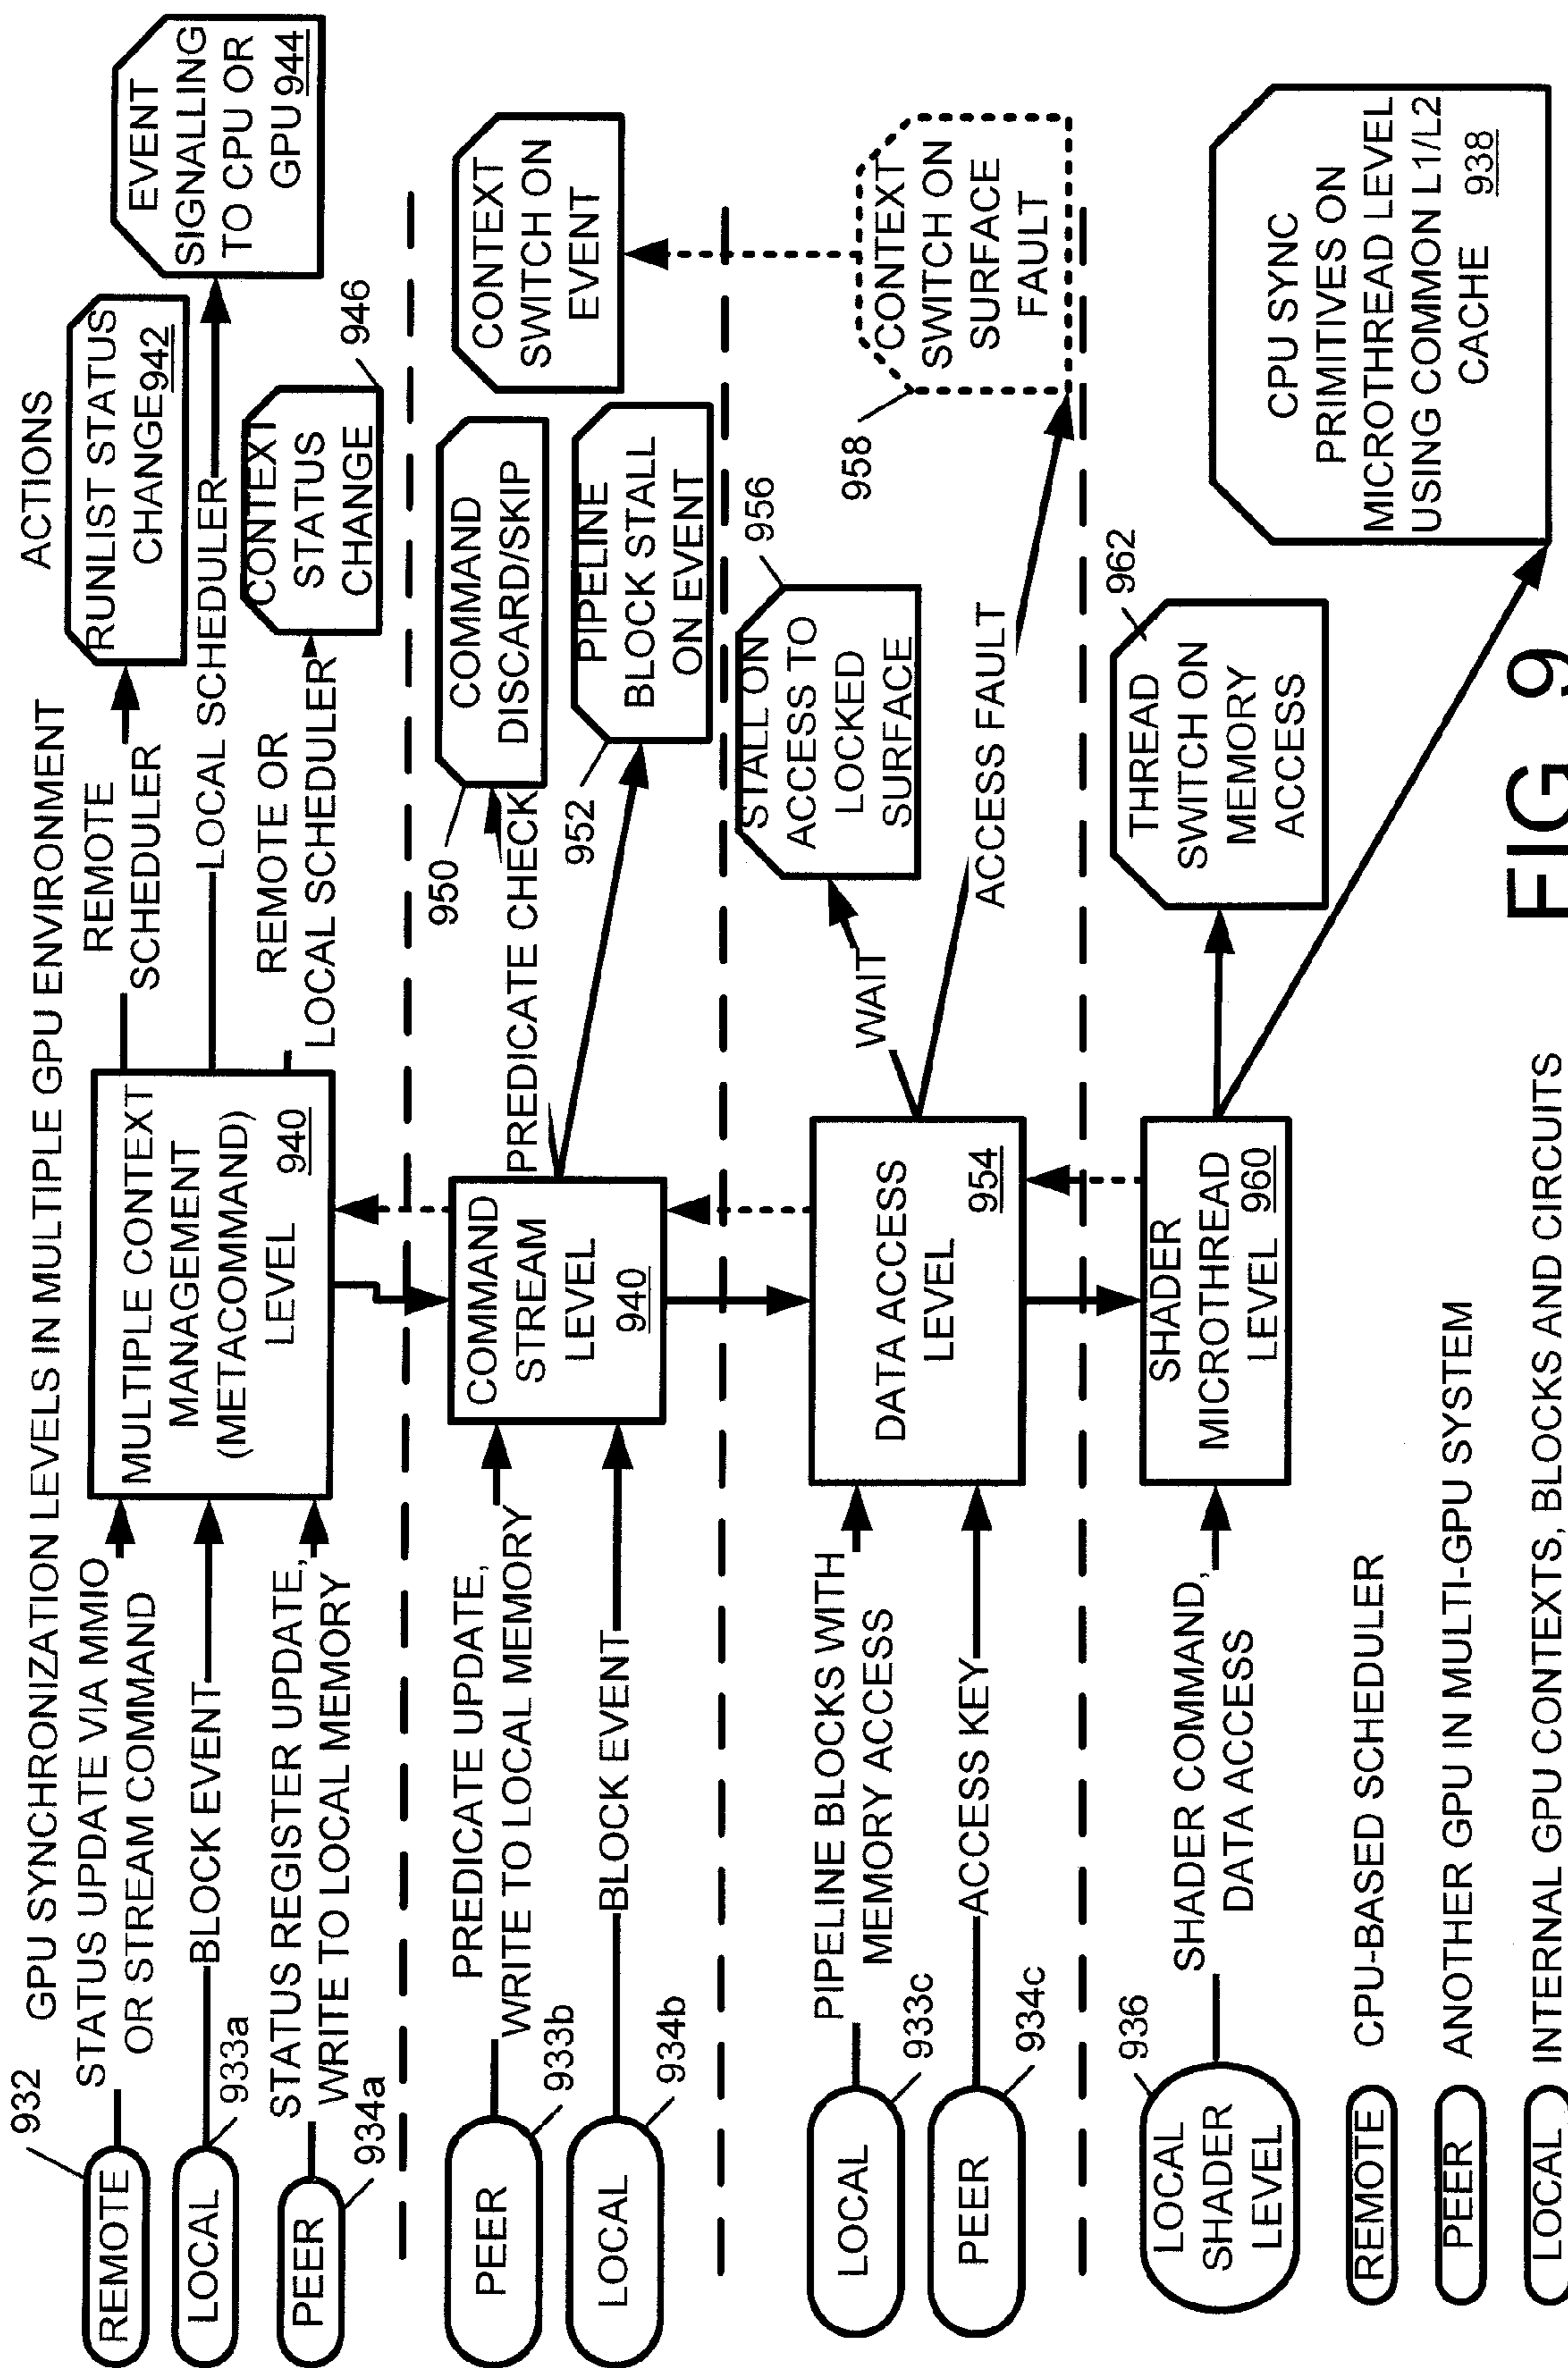 GPU SYNCHRONIZATION LEVELS IN MULTIPLE GPU ENVIRONMENT
ACTIONS
932
REMOTE
STATUS UPDATE VIA MMIO
OR STREAM COMMAND
LOCAL
933a
BLOCK EVENT
PEER
934a
STATUS REGISTER UPDATE,
WRITE TO LOCAL MEMORY
MULTIPLE CONTEXT
MANAGEMENT
(METACOMMAND)
LEVEL 940
REMOTE
SCHEDULER
LOCAL SCHEDULER
REMOTE OR
LOCAL SCHEDULER
RUNLIST STATUS
CHANGE 942
EVENT
SIGNALLING
TO CPU OR
GPU 944
CONTEXT
STATUS
CHANGE
946
PEER
933b
PREDICATE UPDATE,
WRITE TO LOCAL MEMORY
LOCAL
934b
BLOCK EVENT
COMMAND
STREAM
LEVEL
940
PREDICATE CHECK
950
COMMAND
DISCARD/SKIP
952
PIPELINE
BLOCK STALL
ON EVENT
CONTEXT
SWITCH ON
EVENT
LOCAL
933c
PIPELINE BLOCKS WITH
MEMORY ACCESS
PEER
934c
ACCESS KEY
DATA ACCESS
LEVEL
954
WAIT
ACCESS FAULT
956
STALL ON
ACCESS TO
LOCKED
SURFACE
958
CONTEXT
SWITCH ON
SURFACE
FAULT
936
LOCAL
SHADER
LEVEL
SHADER COMMAND,
DATA ACCESS
SHADER
MICROTHREAD
LEVEL 960
962
THREAD
SWITCH ON
MEMORY
ACCESS
CPU SYNC
PRIMITIVES ON
MICROTHREAD LEVEL
USING COMMON L1/L2
CACHE 938
REMOTE CPU-BASED SCHEDULER
PEER ANOTHER GPU IN MULTI-GPU SYSTEM
LOCAL INTERNAL GPU CONTEXTS, BLOCKS AND CIRCUITS
FIG 9